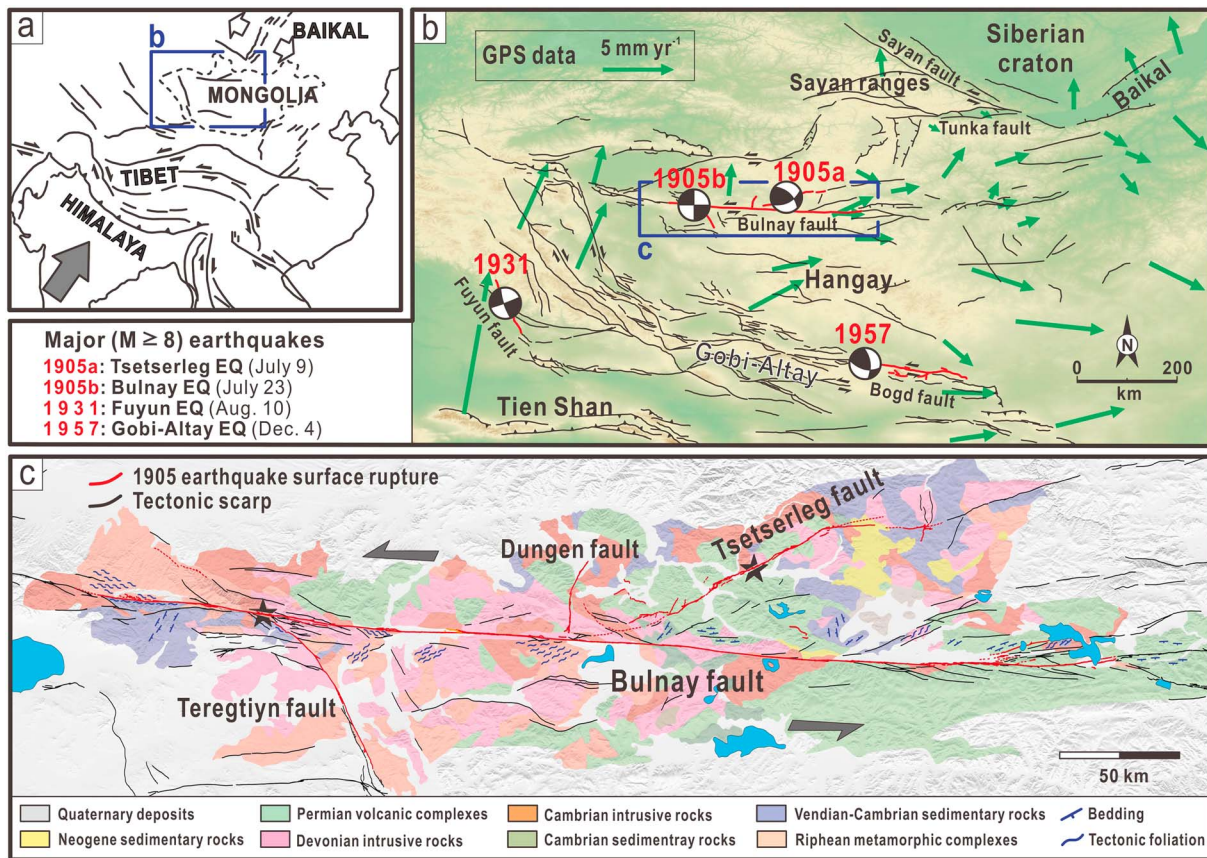 a
b
BAIKAL
MONGOLIA
TIBET
HIMALAYA
Major (M ≥ 8) earthquakes
1905a: Tsetserleg EQ (July 9)
1905b: Bulnay EQ (July 23)
1931: Fuyun EQ (Aug. 10)
1957: Gobi-Altay EQ (Dec. 4)
b
GPS data
5 mm yr⁻¹
Sayan fault
Siberian
craton
Sayan ranges
Baikal
Tunka fault
1905b
1905a
Bulnay fault
c
1931
Hangay
Fuyun fault
1957
Gobi-Altay
N
Bogd fault
0
200
km
Tien Shan
c
1905 earthquake surface rupture
Tectonic scarp
Tsetserleg fault
Dungen fault
Bulnay fault
Teregtiyn fault
50 km
Quaternary deposits
Permian volcanic complexes
Cambrian intrusive rocks
Vendian-Cambrian sedimentary rocks
Bedding
Neogene sedimentary rocks
Devonian intrusive rocks
Cambrian sedimentray rocks
Riphean metamorphic complexes
Tectonic foliation